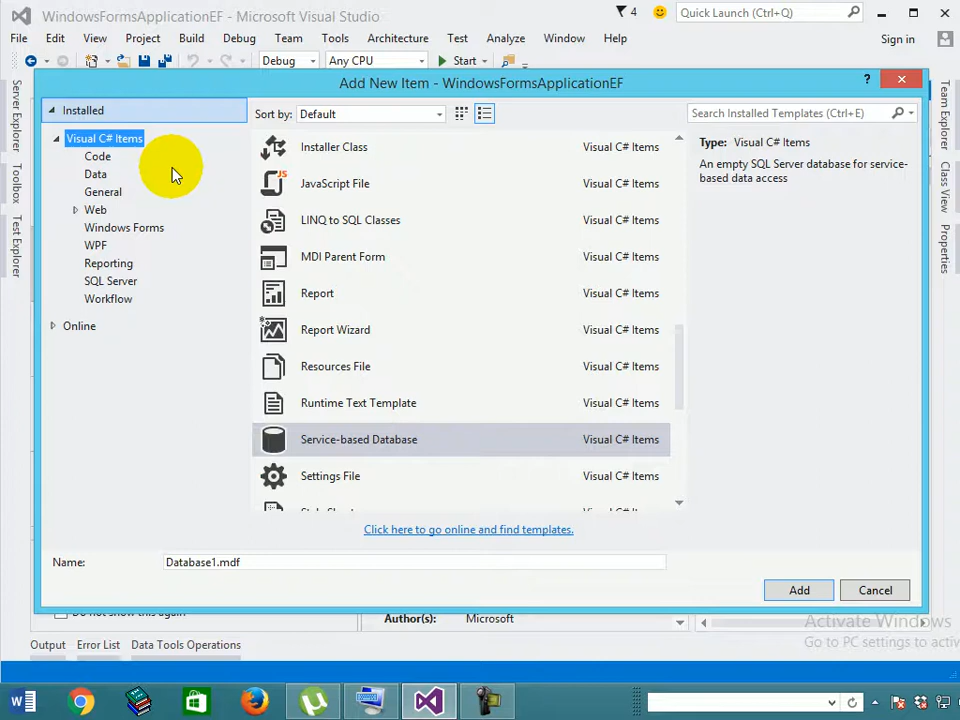 WindowsFormsApplicationEF - Microsoft Visual Studio
4
Quick Launch (Ctrl+Q)
File Edit View Project Build Debug Team Tools Architecture Test Analyze Window Help
Sign in
Debug Any CPU Start
Add New Item - WindowsFormsApplicationEF
?
Installed
Sort by: Default
Search Installed Templates (Ctrl+E)
Visual C# Items
Code
Data
General
Web
Windows Forms
WPF
Reporting
SQL Server
Workflow
Online
Installer Class Visual C# Items
JavaScript File Visual C# Items
LINQ to SQL Classes Visual C# Items
MDI Parent Form Visual C# Items
Report Visual C# Items
Report Wizard Visual C# Items
Resources File Visual C# Items
Runtime Text Template Visual C# Items
Service-based Database Visual C# Items
Settings File Visual C# Items
Type: Visual C# Items
An empty SQL Server database for service-
based data access
Click here to go online and find templates.
Name: Database1.mdf
Add Cancel
Server Explorer
Toolbox
Test Explorer
Team Explorer
Class View
Properties
Author(s): Microsoft
Activate Windows
Go to PC settings to activ
Output Error List Data Tools Operations